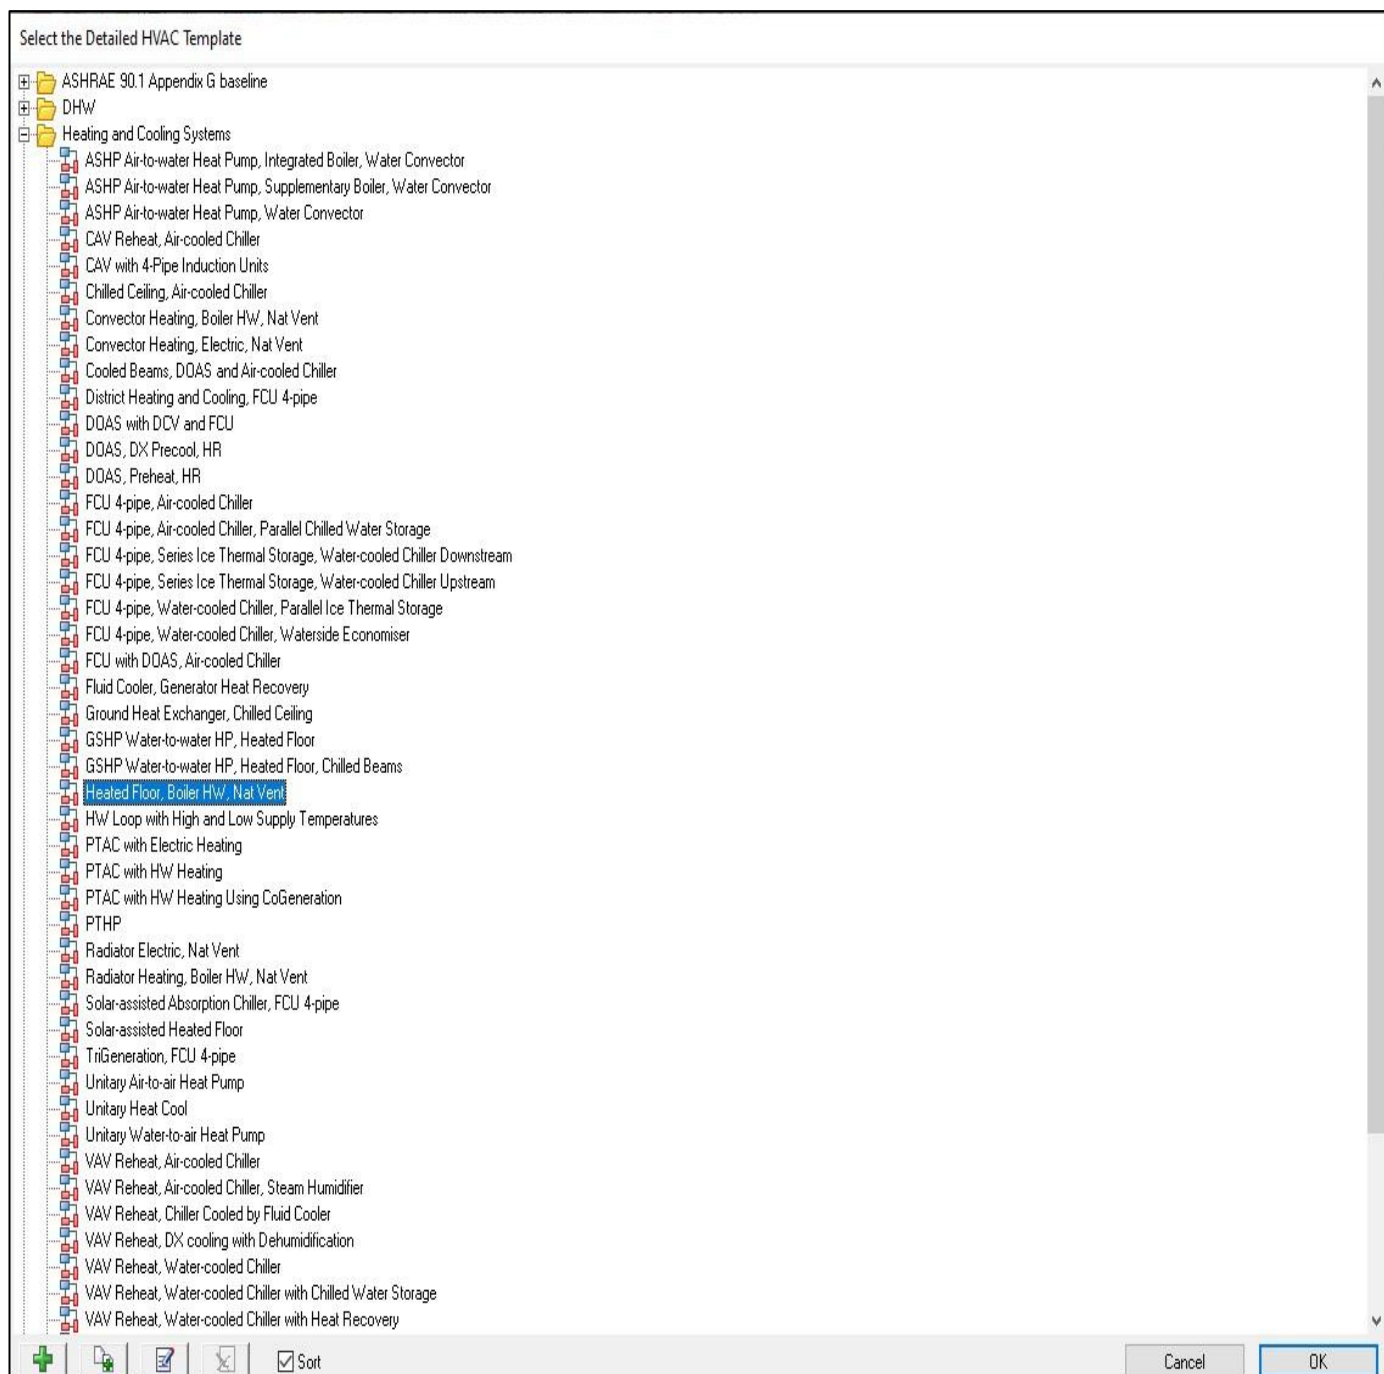 Select the Detailed HVAC Template
ASHRAE 90.1 Appendix G baseline
DHW
Heating and Cooling Systems
ASHP Air-to-water Heat Pump, Integrated Boiler, Water Convector
ASHP Air-to-water Heat Pump, Supplementary Boiler, Water Convector
ASHP Air-to-water Heat Pump, Water Convector
CAV Reheat, Air-cooled Chiller
CAV with 4-Pipe Induction Units
Chilled Ceiling, Air-cooled Chiller
Convector Heating, Boiler HW, Nat Vent
Convector Heating, Electric, Nat Vent
Cooled Beams, DOAS and Air-cooled Chiller
District Heating and Cooling, FCU 4-pipe
DOAS with DCV and FCU
DOAS, DX Precool, HR
DOAS, Preheat, HR
FCU 4-pipe, Air-cooled Chiller
FCU 4-pipe, Air-cooled Chiller, Parallel Chilled Water Storage
FCU 4-pipe, Series Ice Thermal Storage, Water-cooled Chiller Downstream
FCU 4-pipe, Series Ice Thermal Storage, Water-cooled Chiller Upstream
FCU 4-pipe, Water-cooled Chiller, Parallel Ice Thermal Storage
FCU 4-pipe, Water-cooled Chiller, Waterside Economiser
FCU with DOAS, Air-cooled Chiller
Fluid Cooler, Generator Heat Recovery
Ground Heat Exchanger, Chilled Ceiling
GSHP Water-to-water HP, Heated Floor
GSHP Water-to-water HP, Heated Floor, Chilled Beams
Heated Floor, Boiler HW, Nat Vent
HW Loop with High and Low Supply Temperatures
PTAC with Electric Heating
PTAC with HW Heating
PTAC with HW Heating Using CoGeneration
PTHP
Radiator Electric, Nat Vent
Radiator Heating, Boiler HW, Nat Vent
Solar-assisted Absorption Chiller, FCU 4-pipe
Solar-assisted Heated Floor
TriGeneration, FCU 4-pipe
Unitary Air-to-air Heat Pump
Unitary Heat Cool
Unitary Water-to-air Heat Pump
VAV Reheat, Air-cooled Chiller
VAV Reheat, Air-cooled Chiller, Steam Humidifier
VAV Reheat, Chiller Cooled by Fluid Cooler
VAV Reheat, DX cooling with Dehumidification
VAV Reheat, Water-cooled Chiller
VAV Reheat, Water-cooled Chiller with Chilled Water Storage
VAV Reheat, Water-cooled Chiller with Heat Recovery
Sort
Cancel
OK